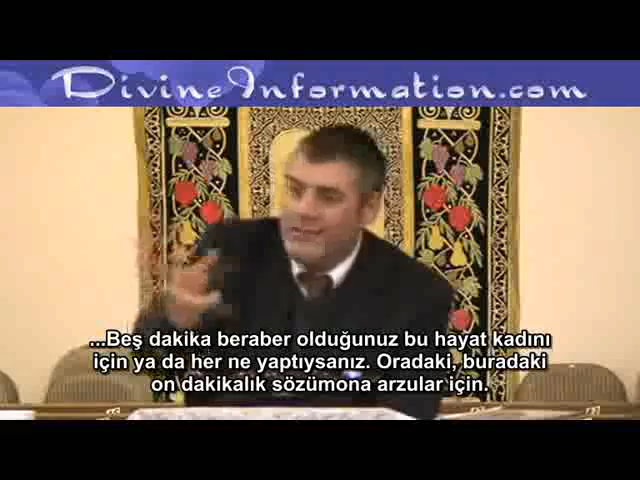 DivineInformation.com
...Beş dakika beraber olduğunuz bu hayat kadını
için ya da her ne yaptıysanız. Oradaki, buradaki
on dakikalık sözümona arzular için.